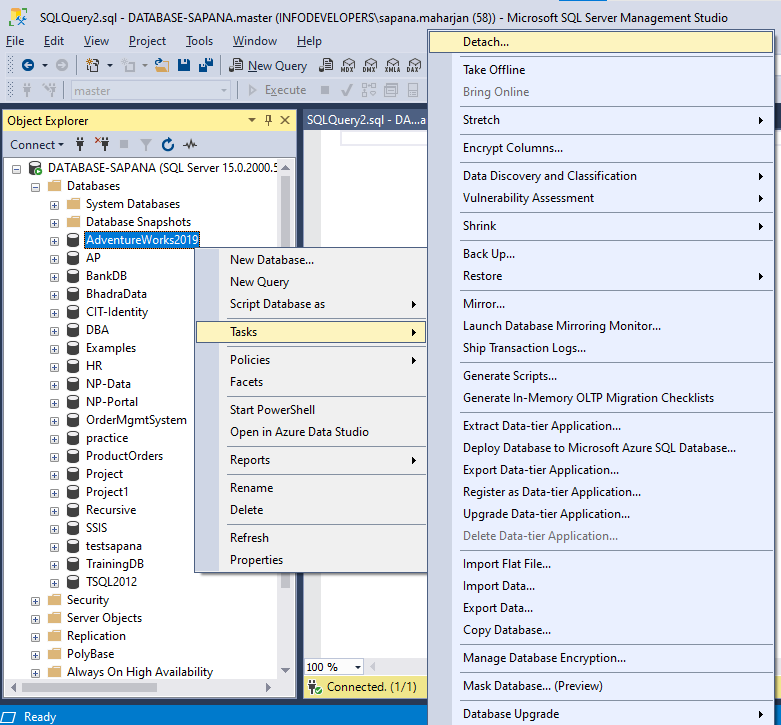 SQLQuery2.sql - DATABASE-SAPANA.master (INFODEVELOPERS\sapana.maharjan (58)) - Microsoft SQL Server Management Studio
File Edit View Project Tools Window Help
New Query MDX DMX XMLA DAX
master Execute
Object Explorer
SQLQuery2.sql - DA...a
Connect
DATABASE-SAPANA (SQL Server 15.0.2000.5
Databases
System Databases
Database Snapshots
AdventureWorks2019
AP
BankDB
BhadraData
CIT-Identity
DBA
Examples
HR
NP-Data
NP-Portal
OrderMgmtSystem
practice
ProductOrders
Project
Project1
Recursive
SSIS
testsapana
TrainingDB
TSQL2012
Security
Server Objects
Replication
PolyBase
Always On High Availability
New Database...
New Query
Script Database as
Tasks
Policies
Facets
Start PowerShell
Open in Azure Data Studio
Reports
Rename
Delete
Refresh
Properties
Detach...
Take Offline
Bring Online
Stretch
Encrypt Columns...
Data Discovery and Classification
Vulnerability Assessment
Shrink
Back Up...
Restore
Mirror...
Launch Database Mirroring Monitor...
Ship Transaction Logs...
Generate Scripts...
Generate In-Memory OLTP Migration Checklists
Extract Data-tier Application...
Deploy Database to Microsoft Azure SQL Database...
Export Data-tier Application...
Register as Data-tier Application...
Upgrade Data-tier Application...
Delete Data-tier Application...
Import Flat File...
Import Data...
Export Data...
Copy Database...
Manage Database Encryption...
Mask Database... (Preview)
Database Upgrade
100 %
Connected. (1/1)
Ready